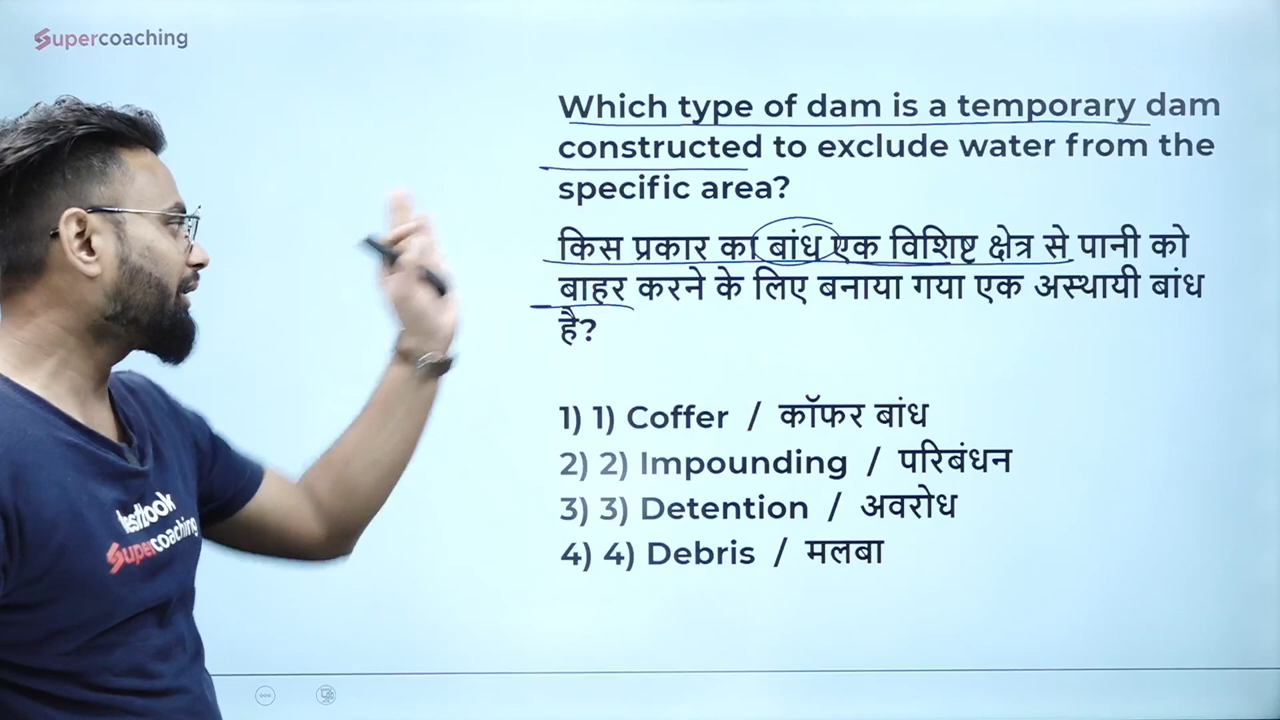 Supercoaching
Which type of dam is a temporary dam
constructed to exclude water from the
specific area?
किस प्रकार का बांध एक विशिष्ट क्षेत्र से पानी को
बाहर करने के लिए बनाया गया एक अस्थायी बांध
है?
1) 1) Coffer / कॉफर बांध
2) 2) Impounding / परिबंधन
3) 3) Detention / अवरोध
4) 4) Debris / मलबा
testbook
Supercoaching